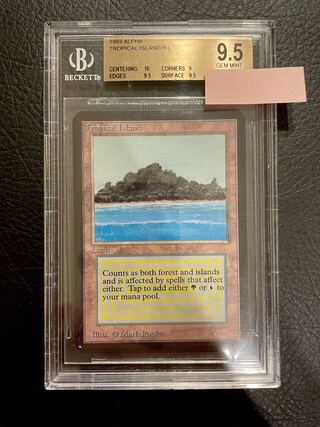 1993 ALPHA
TROPICAL ISLAND R L
9.5
GEM MINT
CENTERING 10 CORNERS 9
EDGES 9.5 SURFACE 9.5
B
BECKETT
Tropical Island
Land
Counts as both forest and islands
and is affected by spells that affect
either. Tap to add either or to
your mana pool.
Illus. © Mark Poole